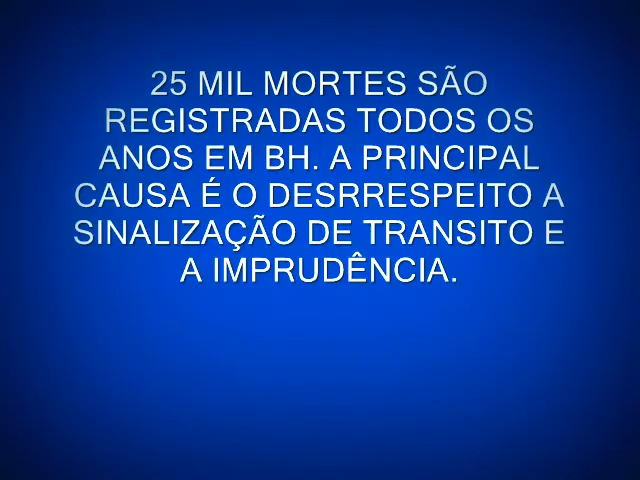 25 MIL MORTES SÃO
REGISTRADAS TODOS OS
ANOS EM BH. A PRINCIPAL
CAUSA É O DESRRESPEITO A
SINALIZAÇÃO DE TRANSITO E
A IMPRUDÊNCIA.